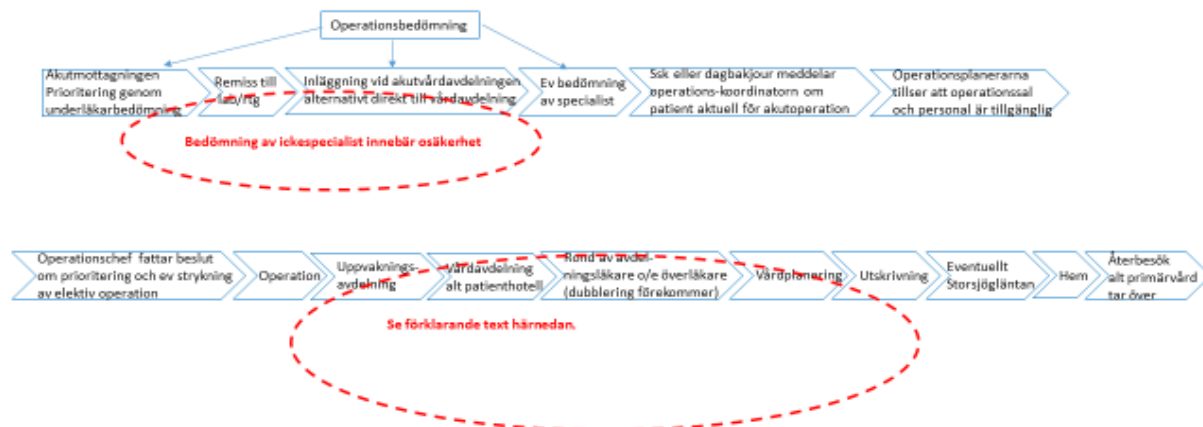 Operationsbedömning
Akutmottagningen
Prioritering genom
underläkarbedömning
Remiss till
lab/rtg
Inläggning vid akutvårdavdelningen
alternativt direkt till vårdavdelning
Ev bedömning
av specialist
Ssk eller dagbakjour meddelar
operations-koordinatorn om
patient aktuell för akutoperation
Operationsplanerarna
tillser att operationssal
och personal är tillgänglig
Bedömning av ickespecialist innebär osäkerhet
Operationschef fattar beslut
om prioritering och ev strykning
av elektiv operation
Operation
Uppvaknings-
avdelning
Vårdavdelning
alt patienthotell
Rond av avdel-
ningsläkare o/e överläkare
(dubblering förekommer)
Vårdplanering
Utskrivning
Eventuellt
Storsjögläntan
Hem
Återbesök
alt primärvård
tar över
Se förklarande text härnedan.